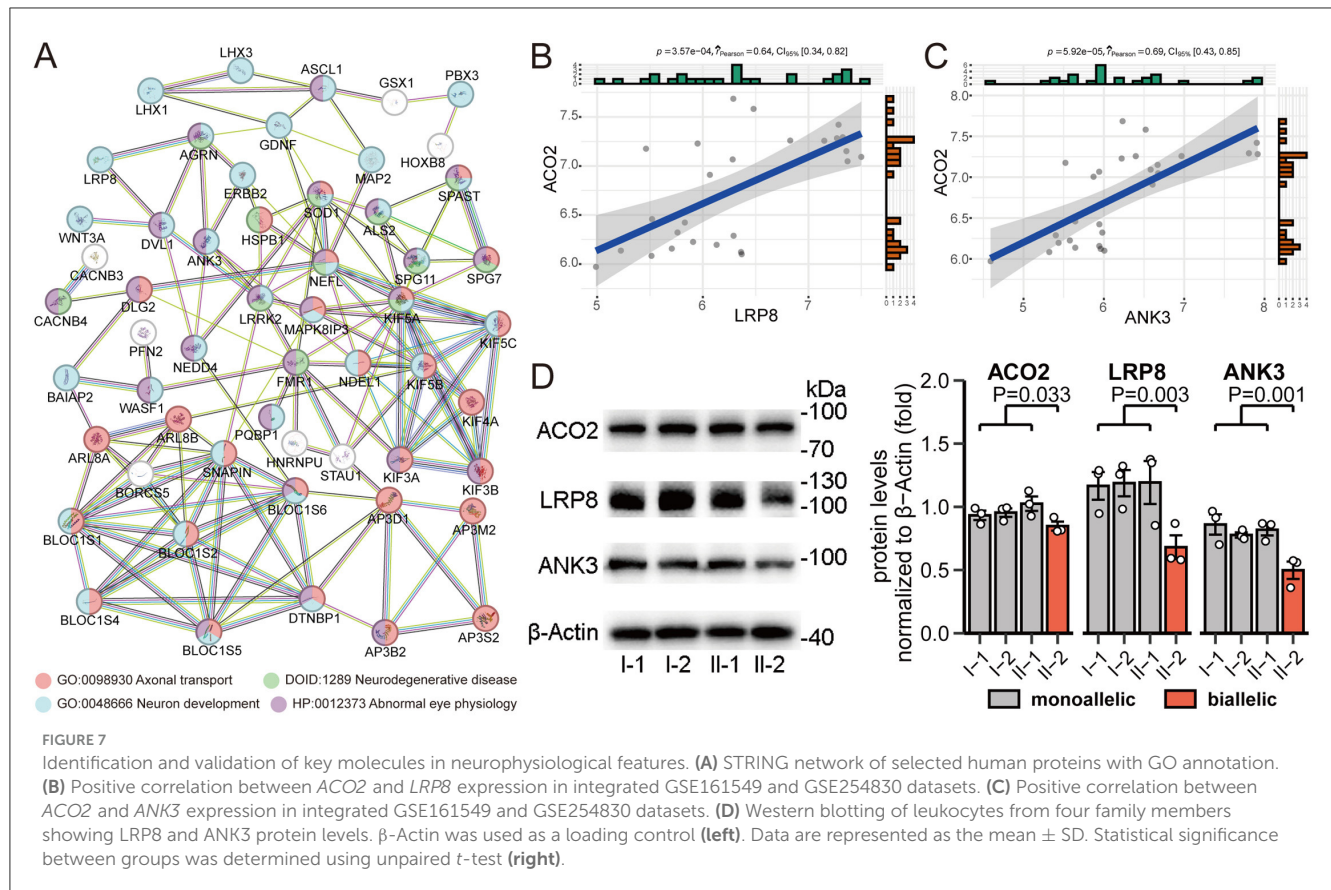 A
LHX3
ASCL1
GSX1
PBX3
LHX1
GDNF
HOXB8
AGRN
LRP8
ERBB2
MAP2
SPAST
SOD1
WNT3A
DVL1
HSPB1
ALS2
ANK3
CACNB3
NEFL
SPG11
SPG7
CACNB4
DLG2
LRRK2
MAPK8IP3
KIF5A
KIF5C
PFN2
NEDD4
FMR1
NDEL1
KIF5B
BAIAP2
WASF1
KIF4A
ARL8B
PQBP1
ARL8A
SNAPIN
HNRNPU
STAU1
KIF3A
KIF3B
BORCS5
BLOC1S6
AP3D1
AP3M2
BLOC1S1
BLOC1S2
BLOC1S4
DTNBP1
AP3S2
BLOC1S5
AP3B2
GO:0098930 Axonal transport
DOID:1289 Neurodegenerative disease
GO:0048666 Neuron development
HP:0012373 Abnormal eye physiology
B
p = 3.57e−04, r̂Pearson = 0.64, CI95% [0.34, 0.82]
7.5
7.0
6.5
6.0
ACO2
5 6 7
LRP8
0 1 2 3 4
C
p = 5.92e−05, r̂Pearson = 0.69, CI95% [0.43, 0.85]
8.0
7.5
7.0
6.5
6.0
ACO2
5 6 7 8
ANK3
0 1 2 3 4
D
kDa
ACO2
-100
-70
LRP8
-130
-100
ANK3
-100
β-Actin
-40
I-1 I-2 II-1 II-2
protein levels
normalized to β−Actin (fold)
2.0
1.5
1.0
0.5
0.0
ACO2 LRP8 ANK3
P=0.033 P=0.003 P=0.001
I-1 I-2 II-1 II-2 I-1 I-2 II-1 II-2 I-1 I-2 II-1 II-2
monoallelic biallelic
FIGURE 7
Identification and validation of key molecules in neurophysiological features. (A) STRING network of selected human proteins with GO annotation.
(B) Positive correlation between ACO2 and LRP8 expression in integrated GSE161549 and GSE254830 datasets. (C) Positive correlation between
ACO2 and ANK3 expression in integrated GSE161549 and GSE254830 datasets. (D) Western blotting of leukocytes from four family members
showing LRP8 and ANK3 protein levels. β-Actin was used as a loading control (left). Data are represented as the mean ± SD. Statistical significance
between groups was determined using unpaired t-test (right).